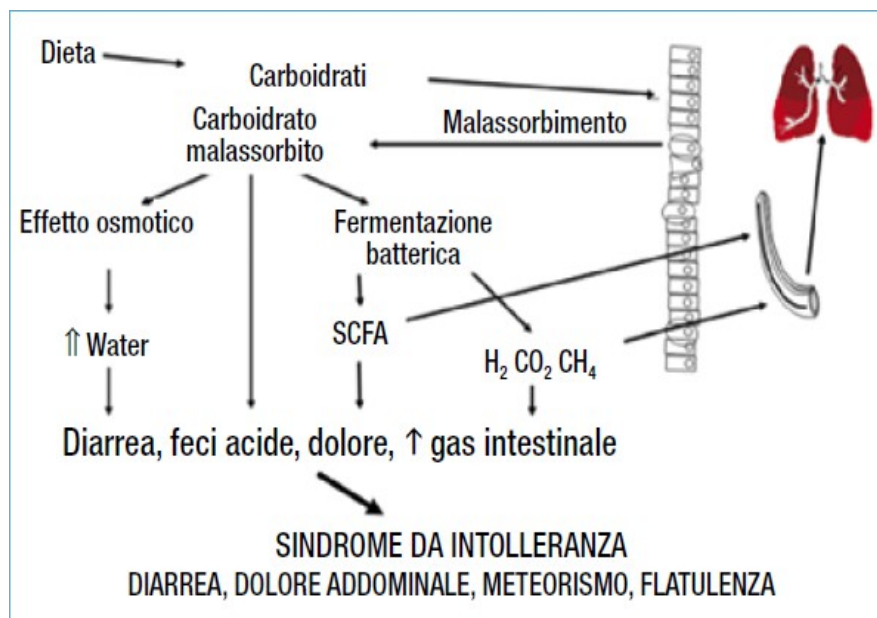 Dieta
Carboidrati
Carboidrato
malassorbito
Malassorbimento
Effetto osmotico
Fermentazione
batterica
⇑ Water
SCFA
H₂ CO₂ CH₄
Diarrea, feci acide, dolore, ↑ gas intestinale
SINDROME DA INTOLLERANZA
DIARREA, DOLORE ADDOMINALE, METEORISMO, FLATULENZA